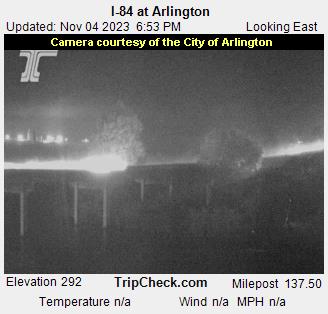 I-84 at Arlington
Updated: Nov 04 2023 6:53 PM Looking East
Camera courtesy of the City of Arlington
Elevation 292 TripCheck.com Milepost 137.50
Temperature n/a Wind n/a MPH n/a